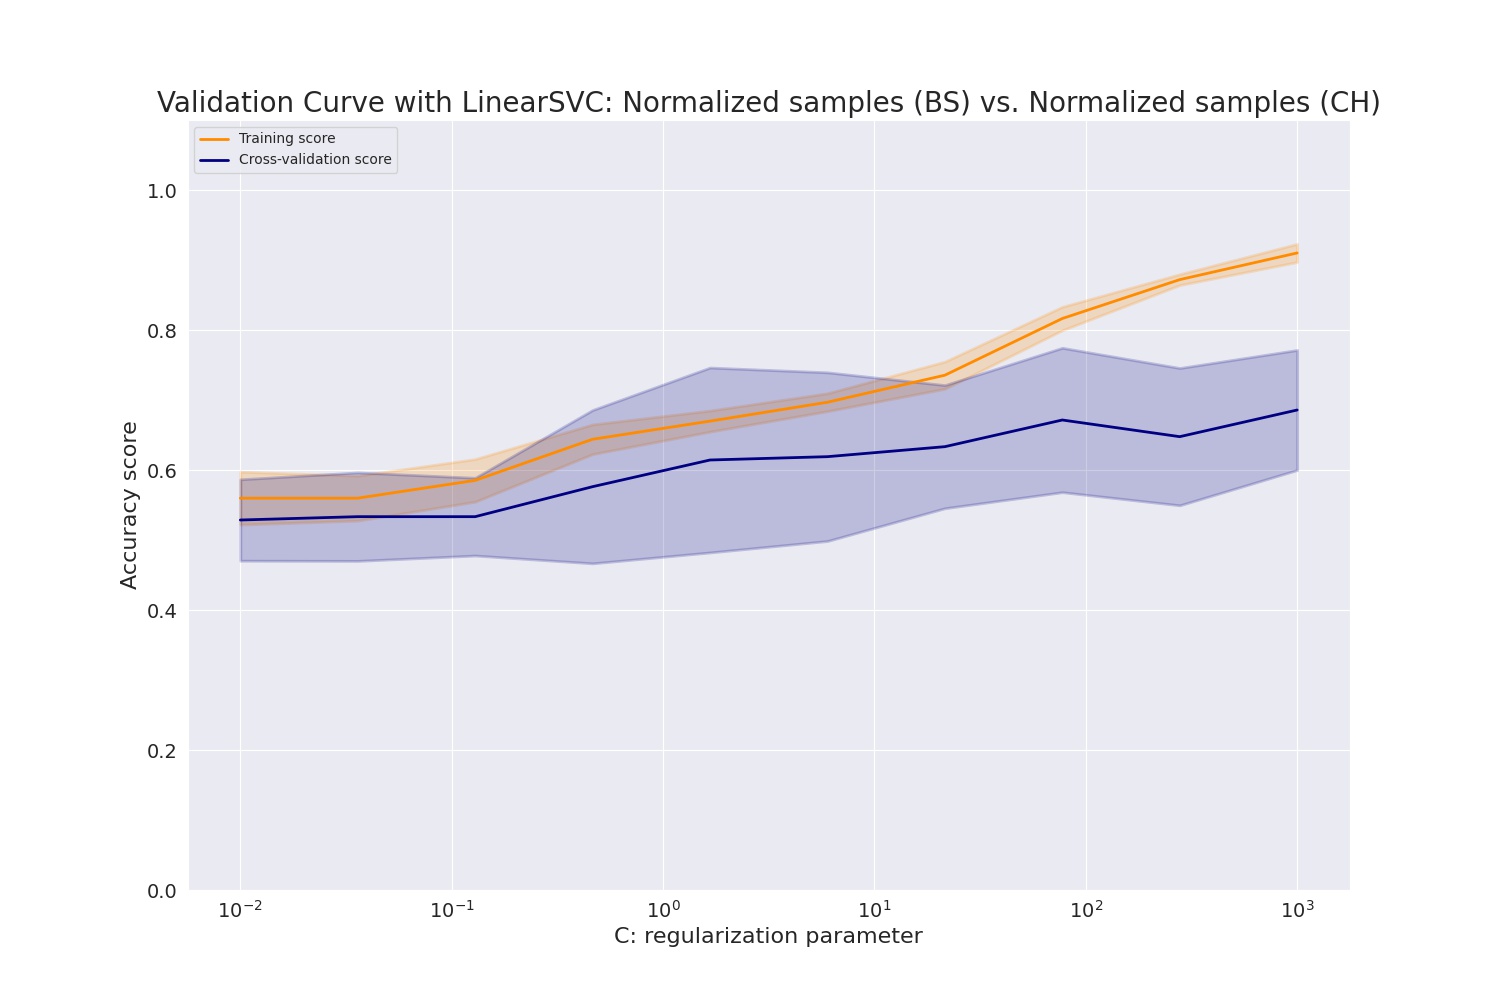 Validation Curve with LinearSVC: Normalized samples (BS) vs. Normalized samples (CH)
Training score
Cross-validation score
Accuracy score
1.0
0.8
0.6
0.4
0.2
0.0
10⁻² 10⁻¹ 10⁰ 10¹ 10² 10³
C: regularization parameter